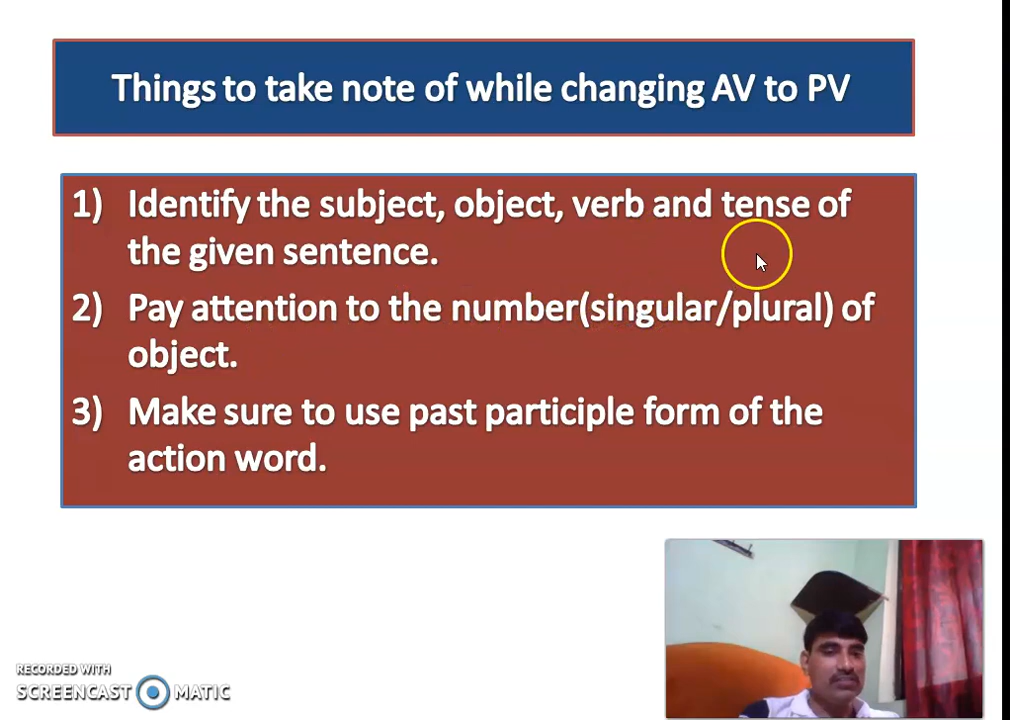 Things to take note of while changing AV to PV
1) Identify the subject, object, verb and tense of
the given sentence.
2) Pay attention to the number(singular/plural) of
object.
3) Make sure to use past participle form of the
action word.
RECORDED WITH
SCREENCAST MATIC